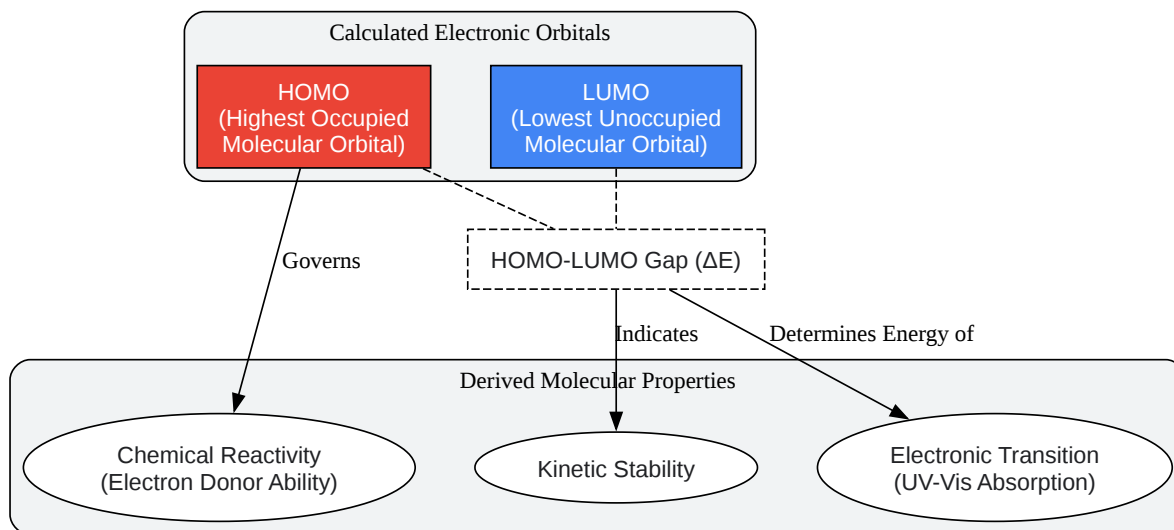 Calculated Electronic Orbitals
HOMO
(Highest Occupied
Molecular Orbital)
LUMO
(Lowest Unoccupied
Molecular Orbital)
HOMO-LUMO Gap (ΔE)
Governs
Indicates
Determines Energy of
Derived Molecular Properties
Chemical Reactivity
(Electron Donor Ability)
Kinetic Stability
Electronic Transition
(UV-Vis Absorption)